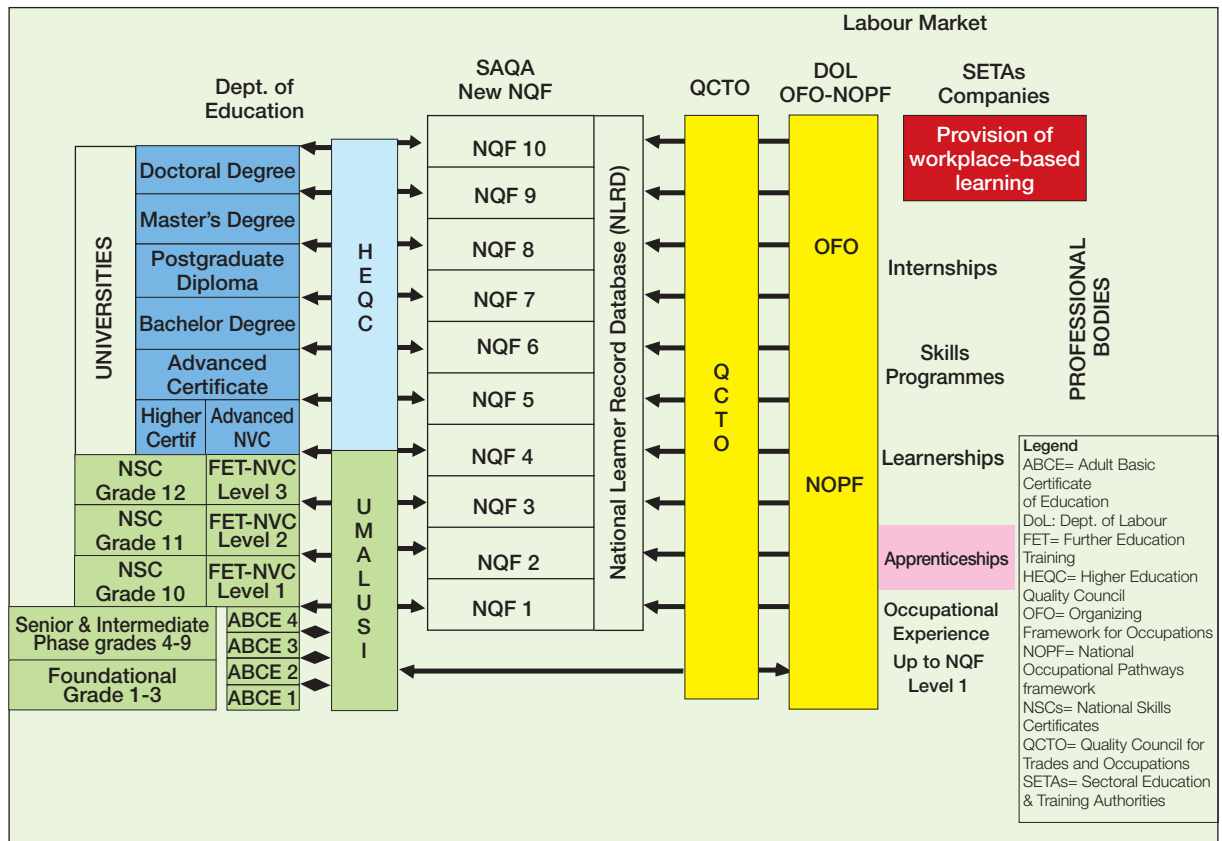 Labour Market
Dept. of
Education
SAQA
New NQF
QCTO
DOL
OFO-NOPF
SETAs
Companies
UNIVERSITIES
Doctoral Degree
Master's Degree
Postgraduate
Diploma
Bachelor Degree
Advanced
Certificate
Higher
Certif
Advanced
NVC
NSC
Grade 12
FET-NVC
Level 3
NSC
Grade 11
FET-NVC
Level 2
NSC
Grade 10
FET-NVC
Level 1
Senior & Intermediate
Phase grades 4-9
Foundational
Grade 1-3
ABCE 4
ABCE 3
ABCE 2
ABCE 1
HEQC
UMALUSI
NQF 10
NQF 9
NQF 8
NQF 7
NQF 6
NQF 5
NQF 4
NQF 3
NQF 2
NQF 1
National Learner Record Database (NLRD)
QCTO
OFO
NOPF
Provision of
workplace-based
learning
Internships
Skills
Programmes
Learnerships
Apprenticeships
Occupational
Experience
Up to NQF
Level 1
PROFESSIONAL
BODIES
Legend
ABCE= Adult Basic
Certificate
of Education
DoL: Dept. of Labour
FET= Further Education
Training
HEQC= Higher Education
Quality Council
OFO= Organizing
Framework for Occupations
NOPF= National
Occupational Pathways
framework
NSCs= National Skills
Certificates
QCTO= Quality Council for
Trades and Occupations
SETAs= Sectoral Education
& Training Authorities